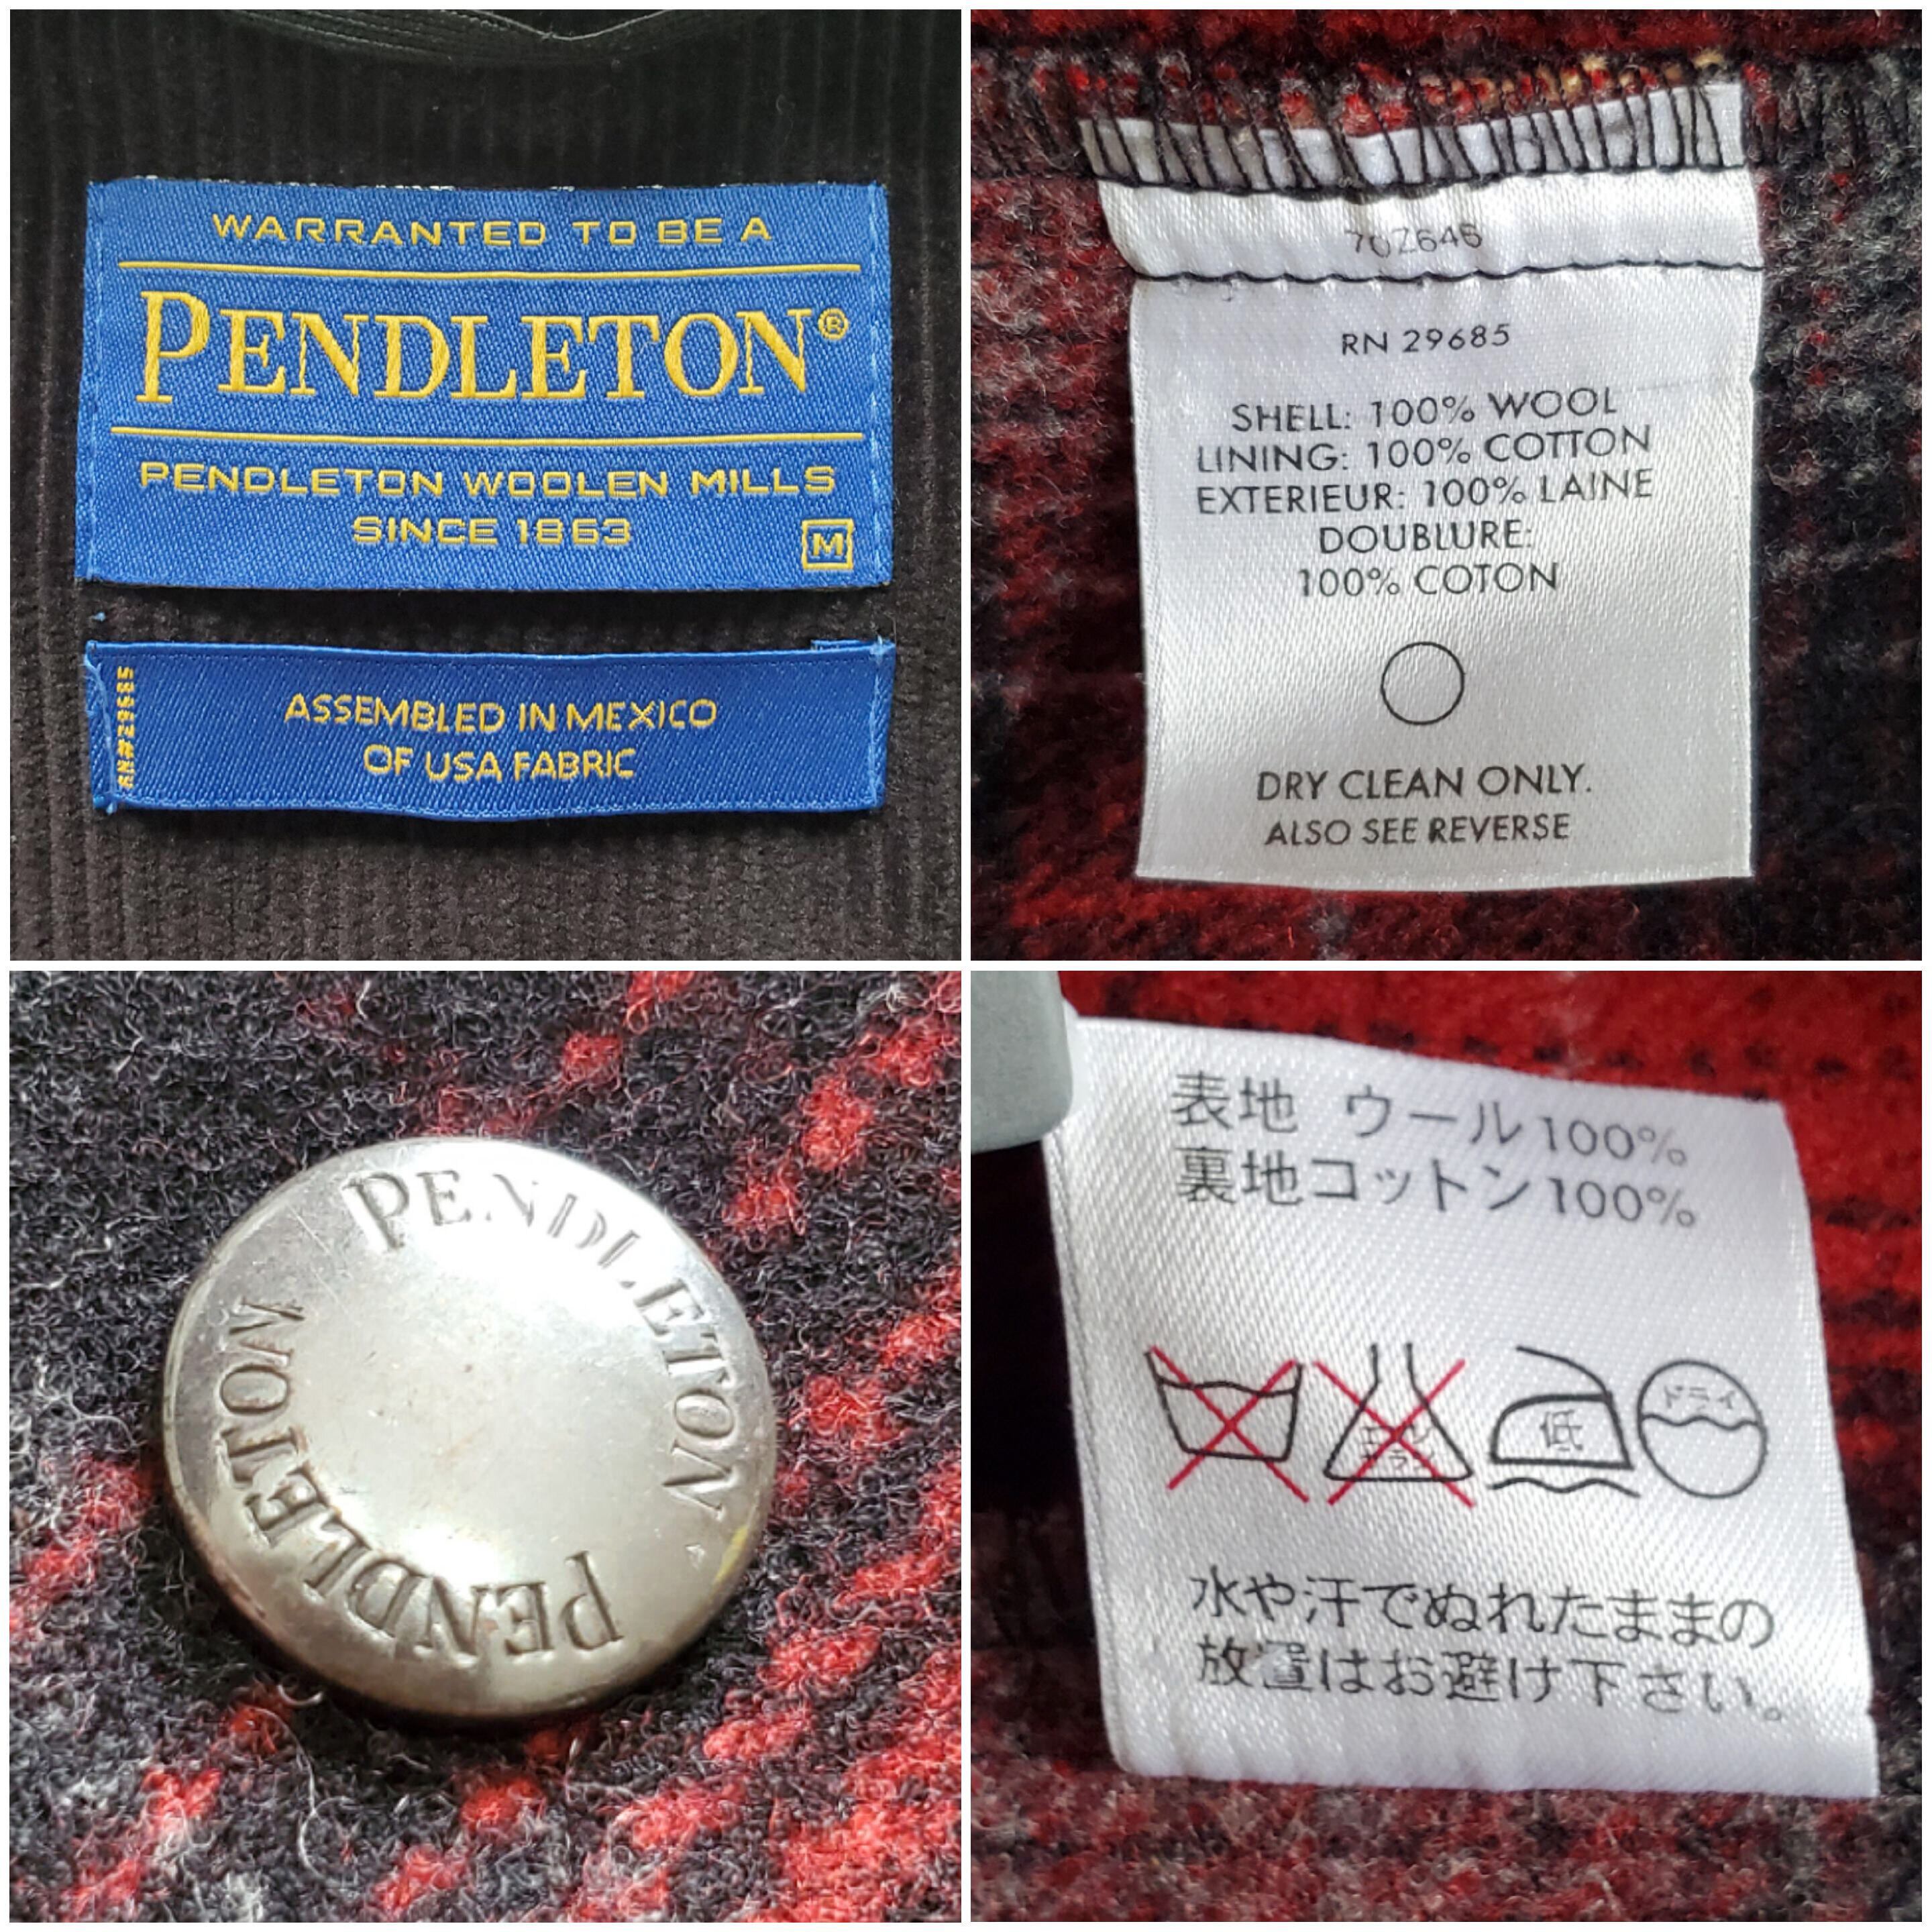 WARRANTED TO BE A
PENDLETON®
PENDLETON WOOLEN MILLS
SINCE 1863
M
RN#29685
ASSEMBLED IN MEXICO
OF USA FABRIC
70Z646
RN 29685
SHELL: 100% WOOL
LINING: 100% COTTON
EXTERIEUR: 100% LAINE
DOUBLURE:
100% COTON
DRY CLEAN ONLY.
ALSO SEE REVERSE
PENDLETON
PENDLETON
表地 ウール100%
裏地コットン100%
低
ドライ
水や汗でぬれたままの
放置はお避け下さい。